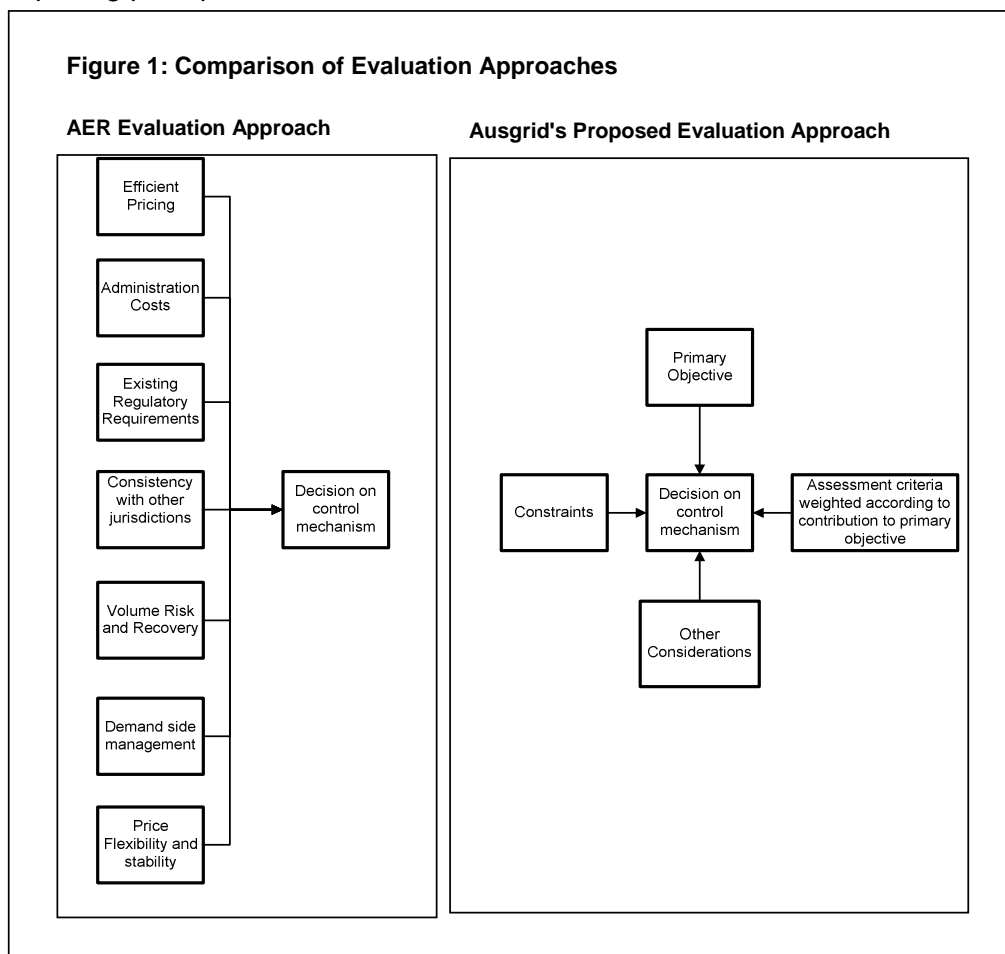 Figure 1: Comparison of Evaluation Approaches
AER Evaluation Approach
Efficient
Pricing
Administration
Costs
Existing
Regulatory
Requirements
Consistency
with other
jurisdictions
Volume Risk
and Recovery
Demand side
management
Price
Flexibility and
stability
Decision on
control
mechanism
Ausgrid's Proposed Evaluation Approach
Primary
Objective
Constraints
Decision on
control
mechanism
Assessment criteria
weighted according to
contribution to primary
objective
Other
Considerations